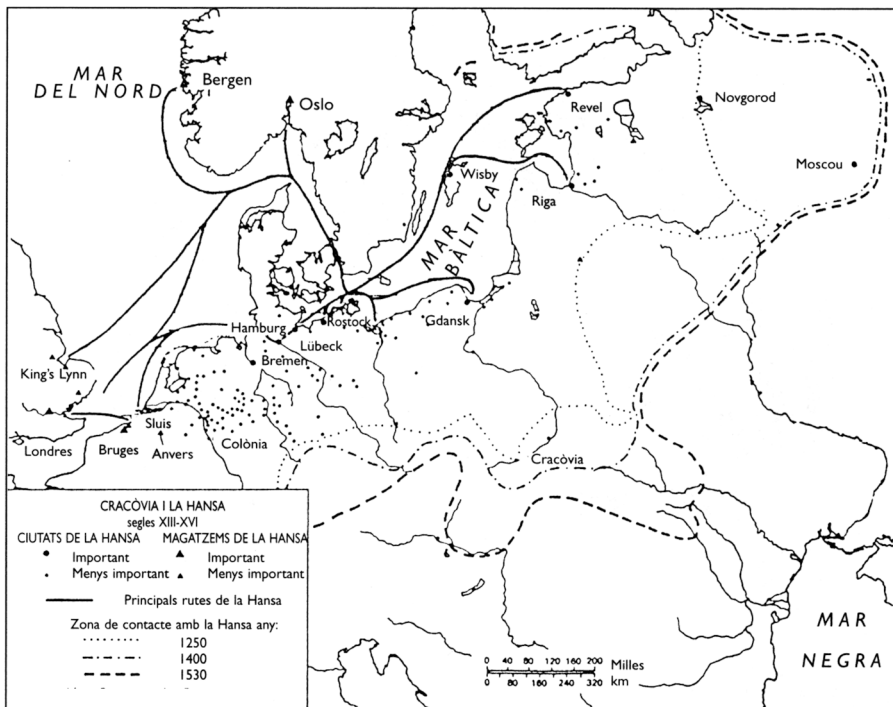 MAR
DEL NORD
Bergen
Oslo
Revel
Novgorod
Moscou
Wisby
Riga
MAR
BÀLTICA
Hamburg
Rostock
Gdansk
Lübeck
Bremen
King's Lynn
Sluis
Londres
Bruges
Anvers
Colònia
Cracòvia
CRACÒVIA I LA HANSA
segles XIII-XVI
CIUTATS DE LA HANSA MAGATZEMS DE LA HANSA
Important Important
Menys important Menys important
Principals rutes de la Hansa
Zona de contacte amb la Hansa any:
1250
1400
1530
MAR
NEGRA
0 40 80 120 160 200 Milles
0 80 160 240 320 km